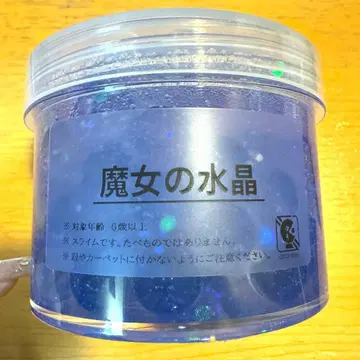 魔女の水晶
※対象年齢 6歳以上
※スライムです。たべものではありません。
※服やカーペットに付かないようにご注意ください。